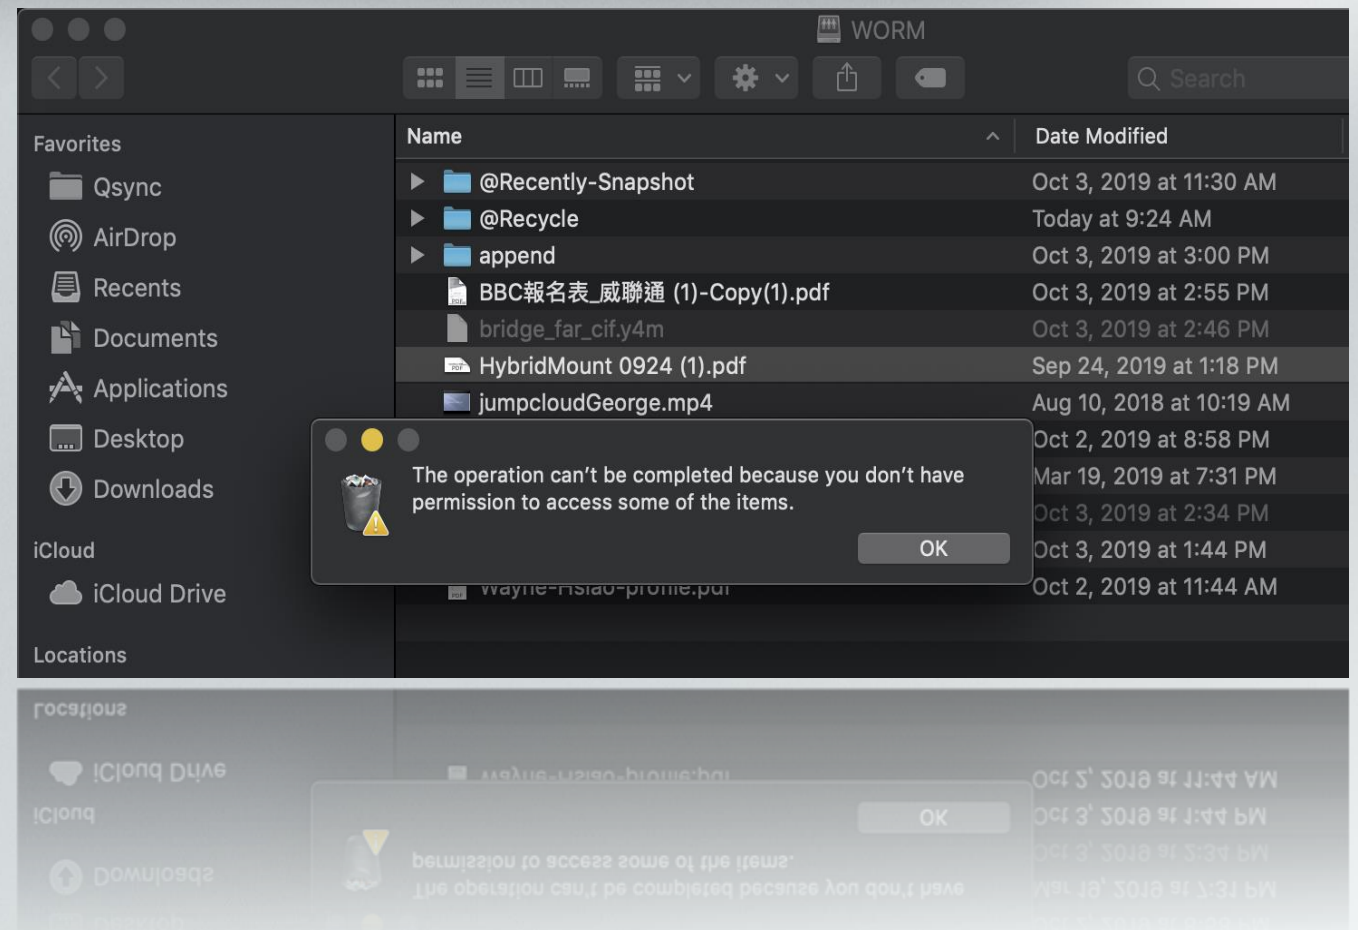 WORM
Search
Favorites
Qsync
AirDrop
Recents
Documents
Applications
Desktop
Downloads
iCloud
iCloud Drive
Locations
Name Date Modified
@Recently-Snapshot Oct 3, 2019 at 11:30 AM
@Recycle Today at 9:24 AM
append Oct 3, 2019 at 3:00 PM
BBC報名表_威聯通 (1)-Copy(1).pdf Oct 3, 2019 at 2:55 PM
bridge_far_cif.y4m Oct 3, 2019 at 2:46 PM
HybridMount 0924 (1).pdf Sep 24, 2019 at 1:18 PM
jumpcloudGeorge.mp4 Aug 10, 2018 at 10:19 AM
Oct 2, 2019 at 8:58 PM
Mar 19, 2019 at 7:31 PM
Oct 3, 2019 at 2:34 PM
Oct 3, 2019 at 1:44 PM
Wayne-Hsiao-profile.pdf Oct 2, 2019 at 11:44 AM
The operation can't be completed because you don't have
permission to access some of the items.
OK